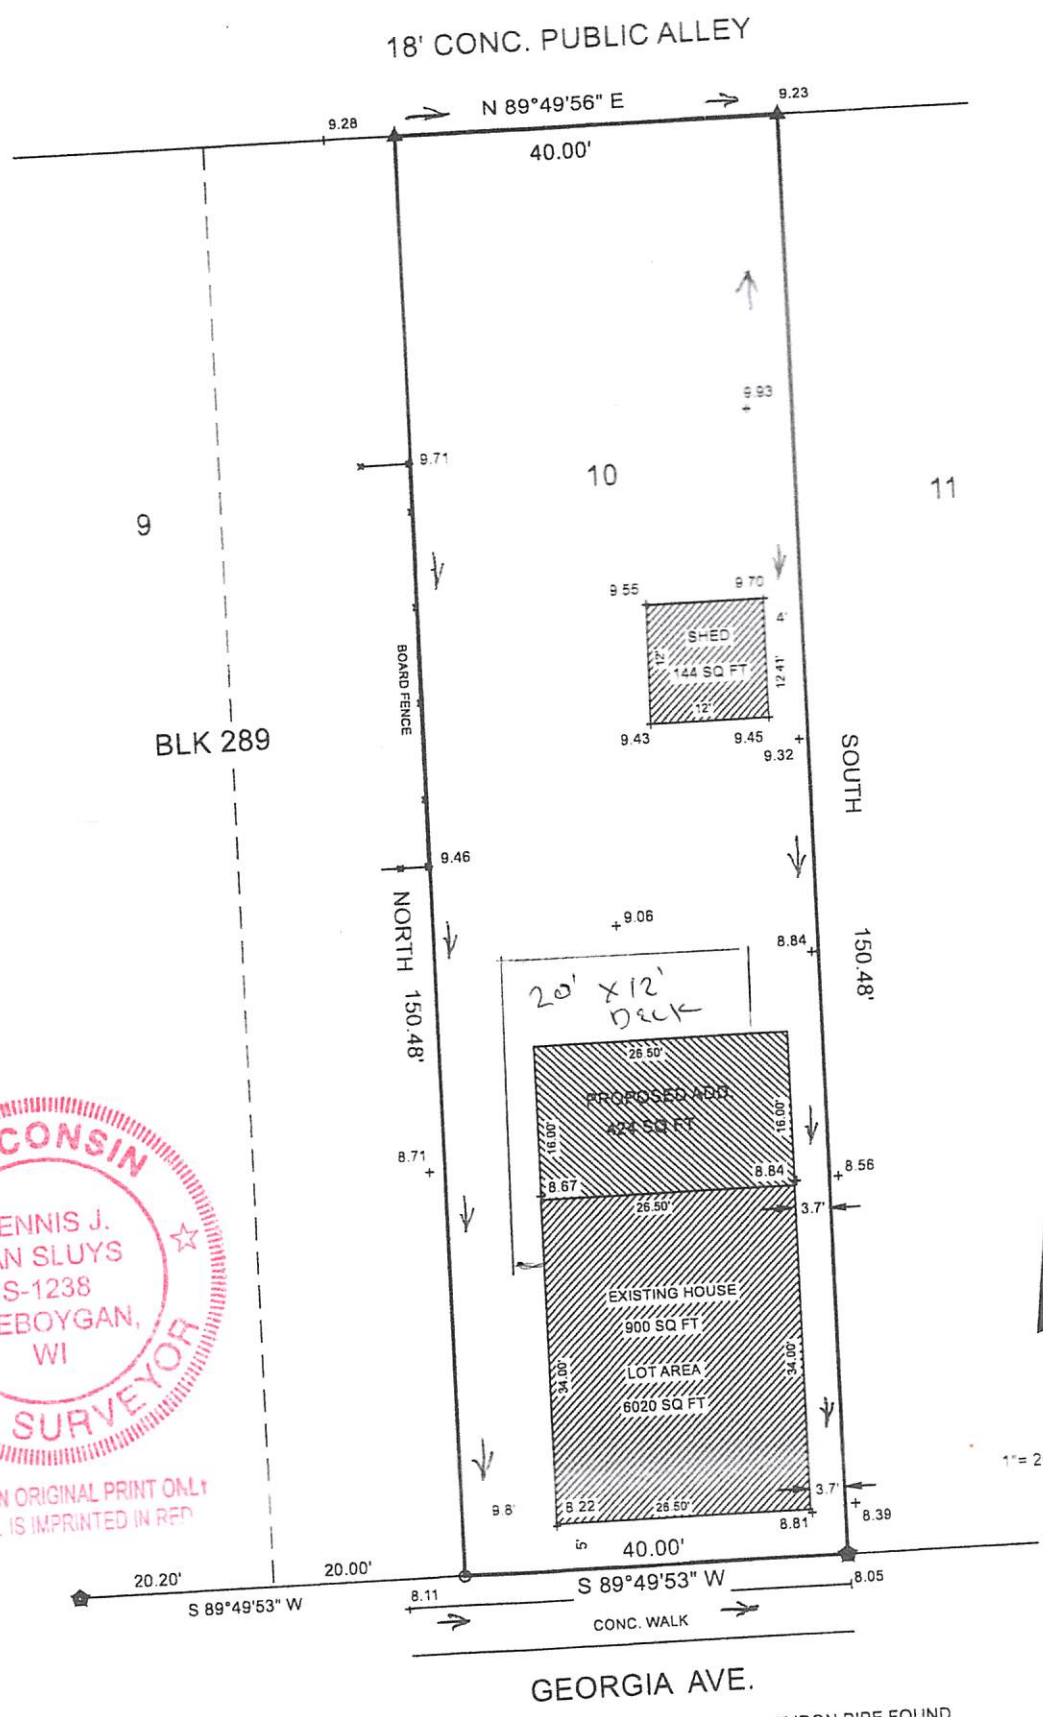 18' CONC. PUBLIC ALLEY
N 89°49'56" E
9.23
9.28
40.00'
9.93
9.71
10
11
9
9.55
9.70
SHED
4'
BOARD FENCE
12'
144 SQ FT
12.41'
12'
9.43
9.45
9.32
BLK 289
SOUTH
9.46
NORTH
9.06
8.84
150.48'
20' X 12'
DECK
150.48'
26.50'
PROPOSED ADD.
424 SQ FT
16.00'
16.00'
8.71
8.67
8.84
8.56
26.50'
3.7'
CONSIN
ENNIS J.
AN SLUYS
S-1238
EBOYGAN,
WI
SURVEYOR
EXISTING HOUSE
900 SQ FT
34.00'
34.00'
LOT AREA
6020 SQ FT
1"= 2
N ORIGINAL PRINT ONLY
IS IMPRINTED IN RED
9.8'
8.22
26.50'
3.7'
8.81
8.39
5'
40.00'
20.20'
20.00'
S 89°49'53" W
S 89°49'53" W
8.11
8.05
CONC. WALK
GEORGIA AVE.
PIPE FOUND